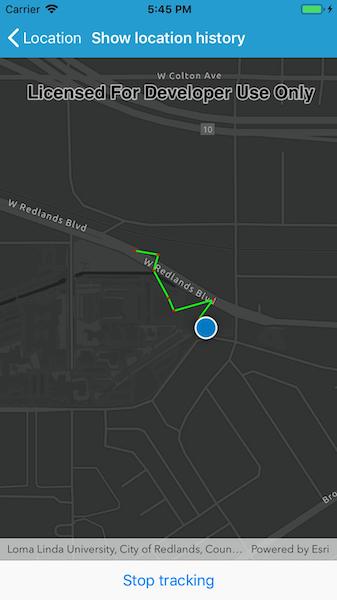 Carrier 5:45 PM
Location Show location history
W Colton Ave
Licensed For Developer Use Only
10
W Redlands Blvd
W Redlands Blvd
Bro
Loma Linda University, City of Redlands, Coun... Powered by Esri
Stop tracking